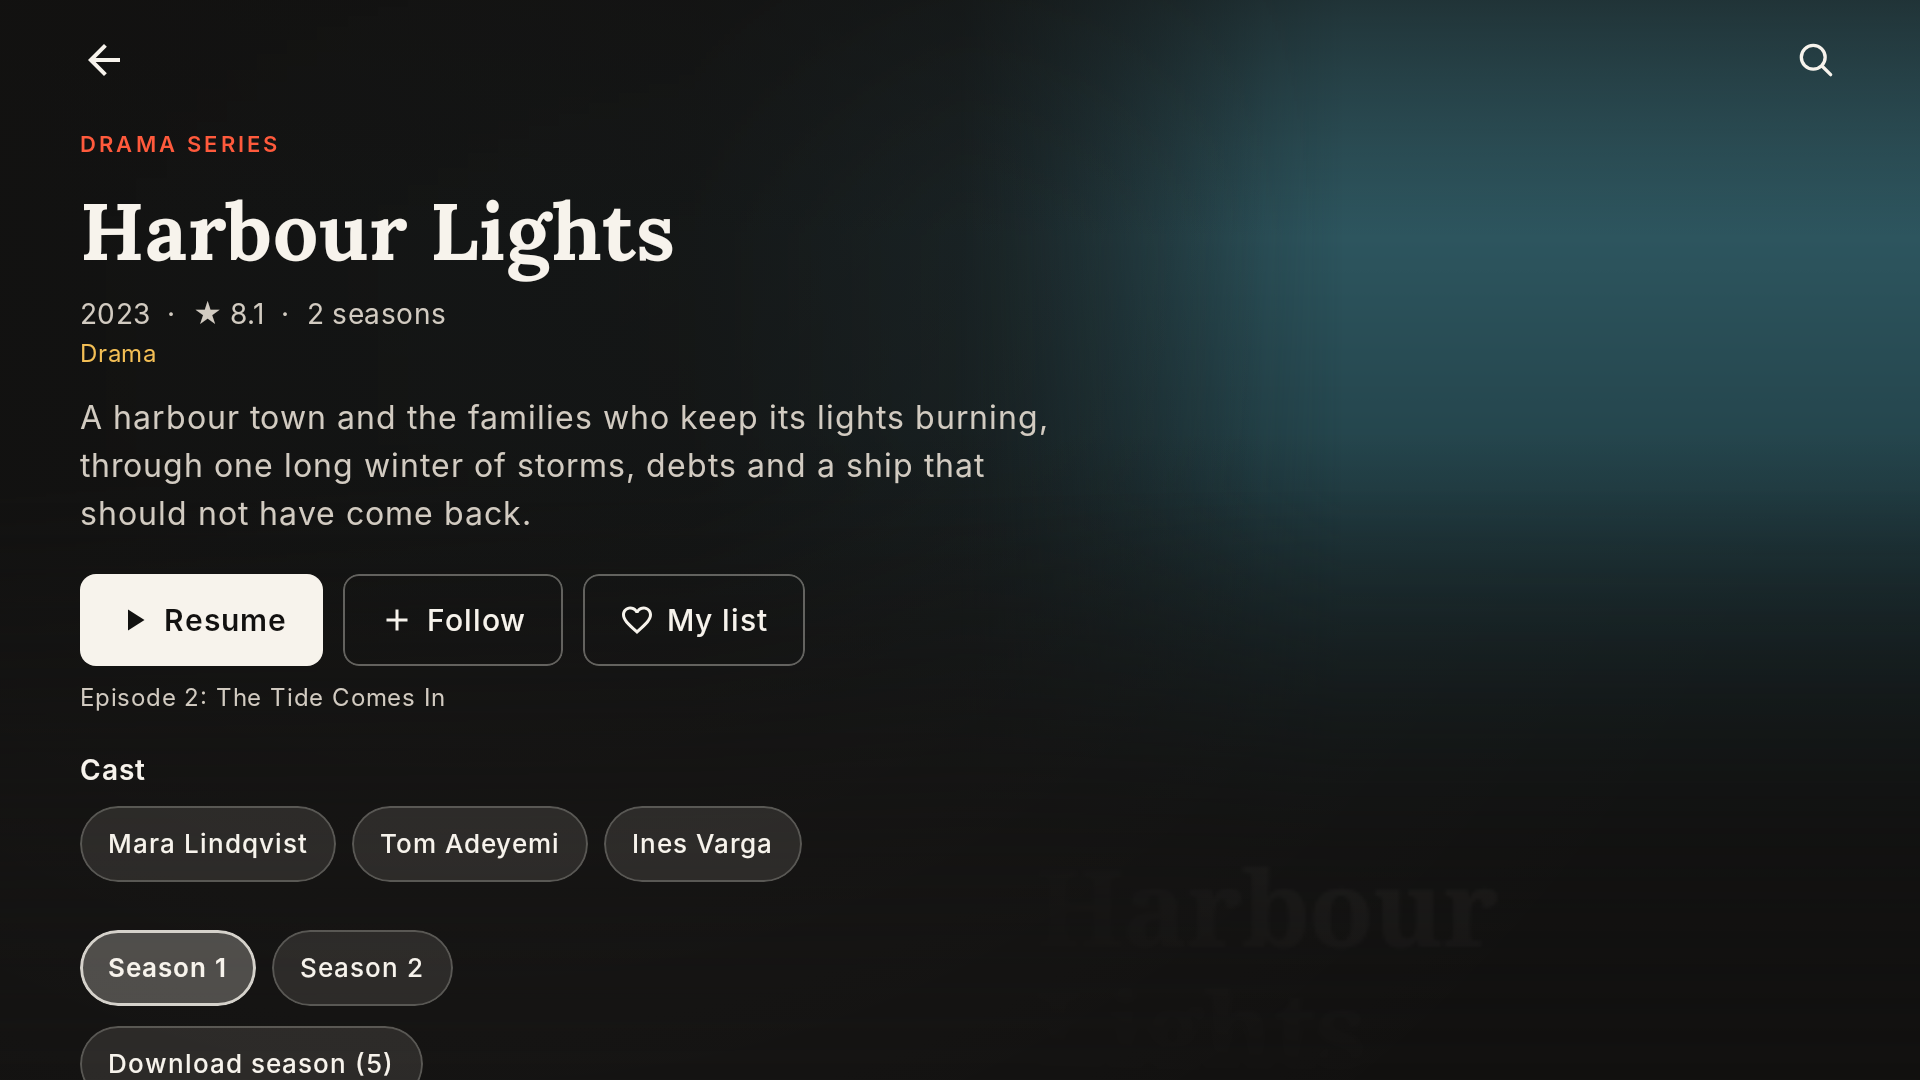 DRAMA SERIES
Harbour Lights
2023 · ★ 8.1 · 2 seasons
Drama
A harbour town and the families who keep its lights burning,
through one long winter of storms, debts and a ship that
should not have come back.
Resume
Follow
My list
Episode 2: The Tide Comes In
Cast
Mara Lindqvist
Tom Adeyemi
Ines Varga
Harbour
Lights
Season 1
Season 2
Download season (5)